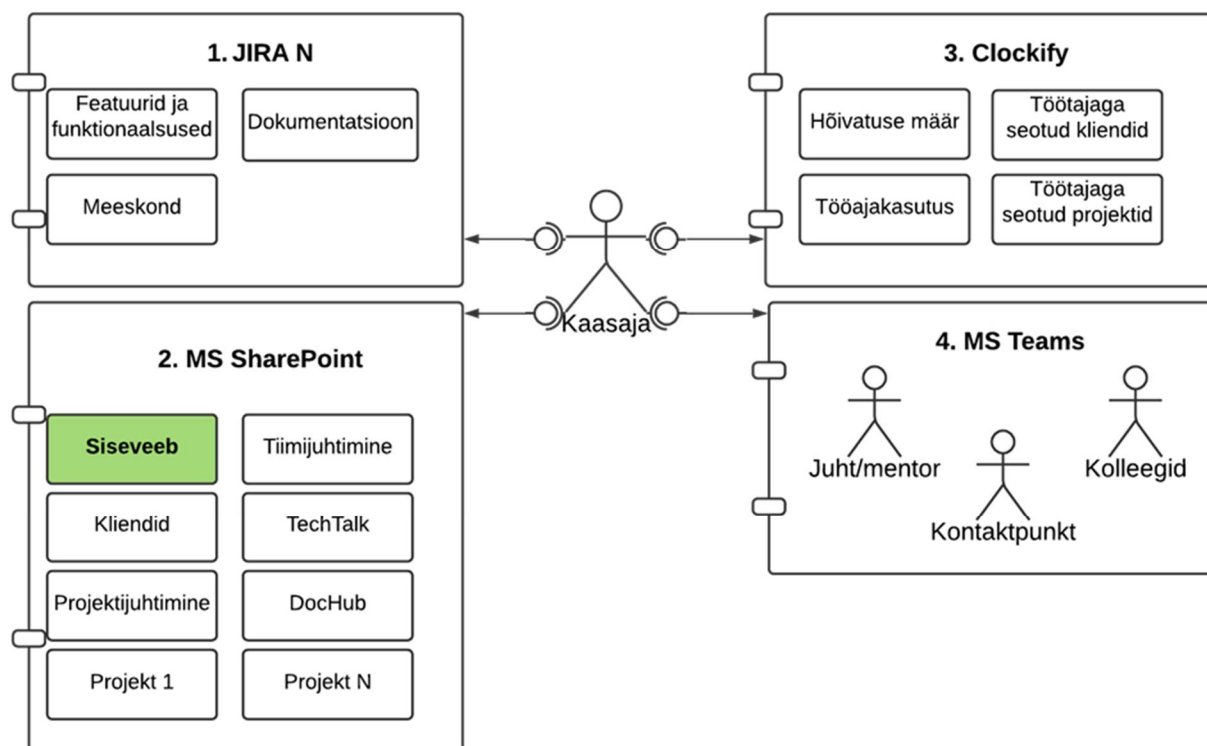 1. JIRA N
Featuurid ja
funktionaalsused
Dokumentatsioon
Meeskond
2. MS SharePoint
Siseveeb
Tiimijuhtimine
Kliendid
TechTalk
Projektijuhtimine
DocHub
Projekt 1
Projekt N
Kaasaja
3. Clockify
Hõivatuse määr
Töötajaga
seotud kliendid
Tööajakasutus
Töötajaga
seotud projektid
4. MS Teams
Juht/mentor
Kontaktpunkt
Kolleegid